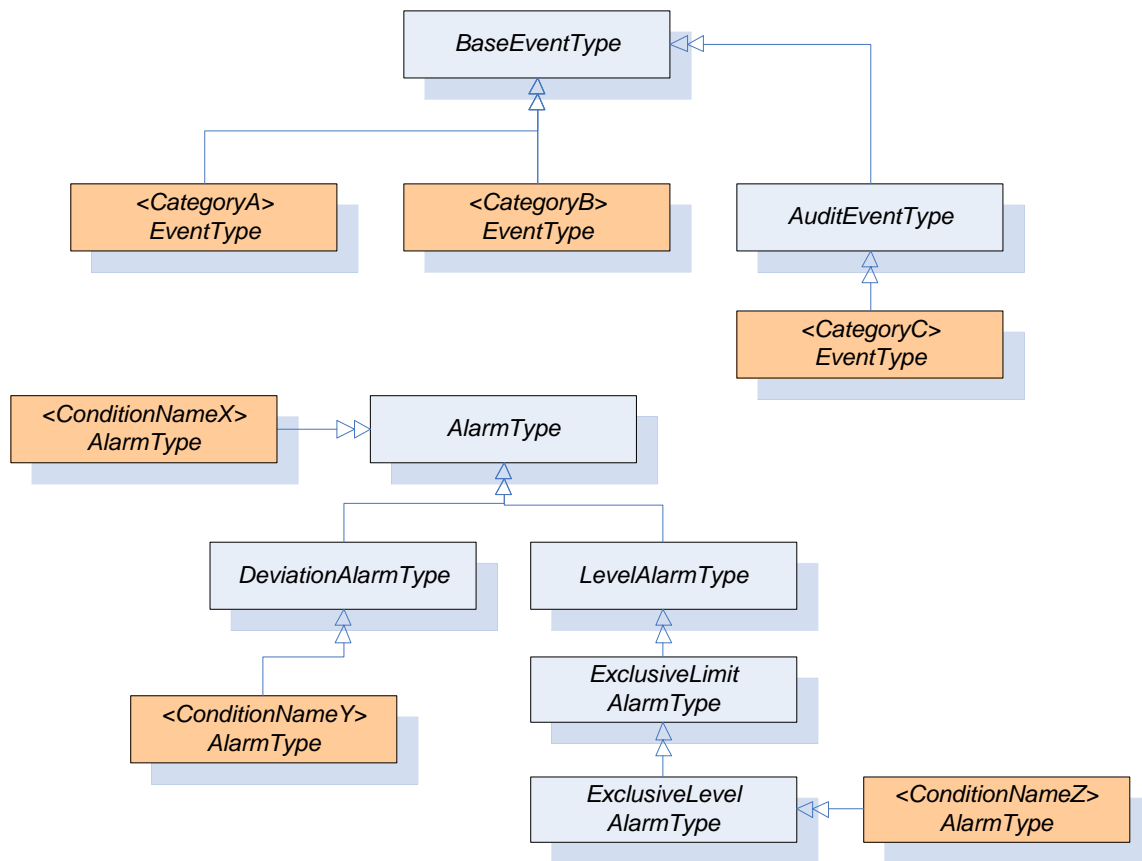 BaseEventType
<CategoryA>
EventType
<CategoryB>
EventType
AuditEventType
<CategoryC>
EventType
<ConditionNameX>
AlarmType
AlarmType
DeviationAlarmType
LevelAlarmType
<ConditionNameY>
AlarmType
ExclusiveLimit
AlarmType
ExclusiveLevel
AlarmType
<ConditionNameZ>
AlarmType